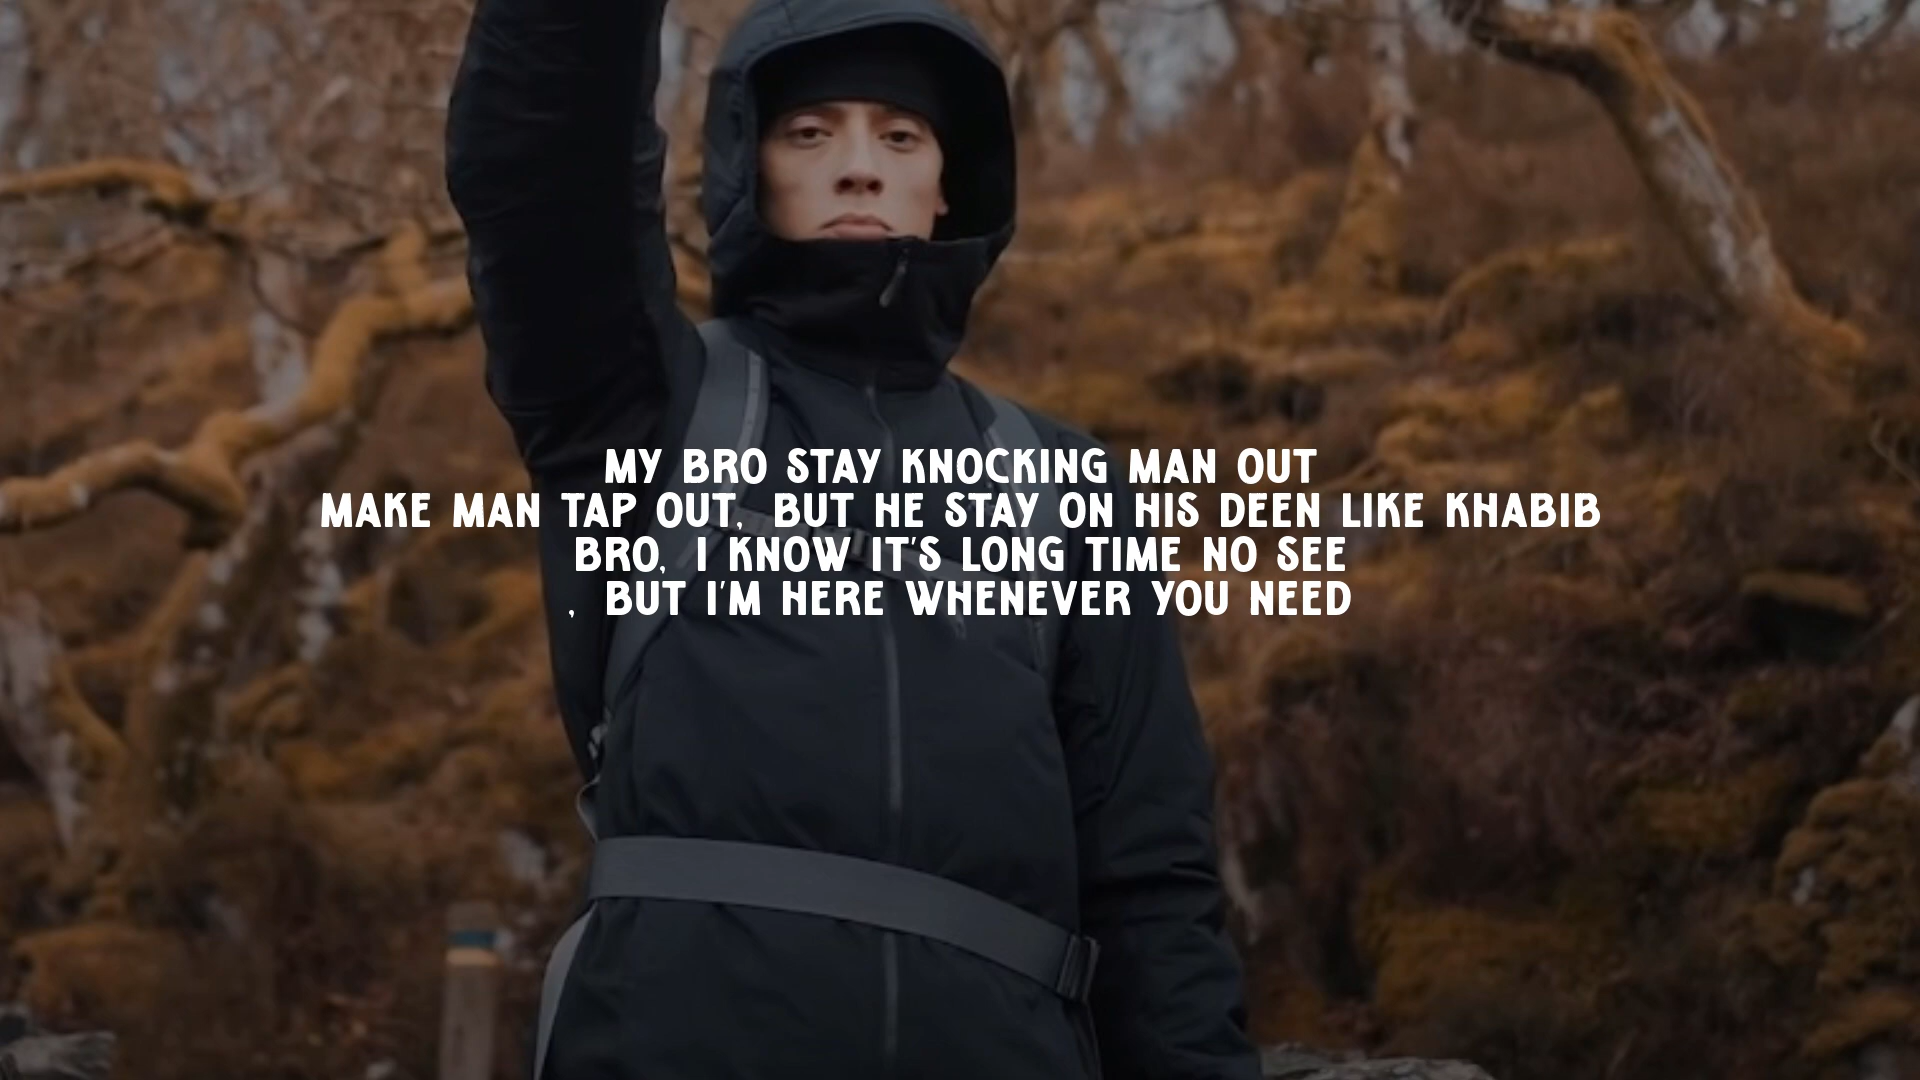 MY BRO STAY KNOCKING MAN OUT
MAKE MAN TAP OUT, BUT HE STAY ON HIS DEEN LIKE KHABIB
BRO, I KNOW IT'S LONG TIME NO SEE
, BUT I'M HERE WHENEVER YOU NEED